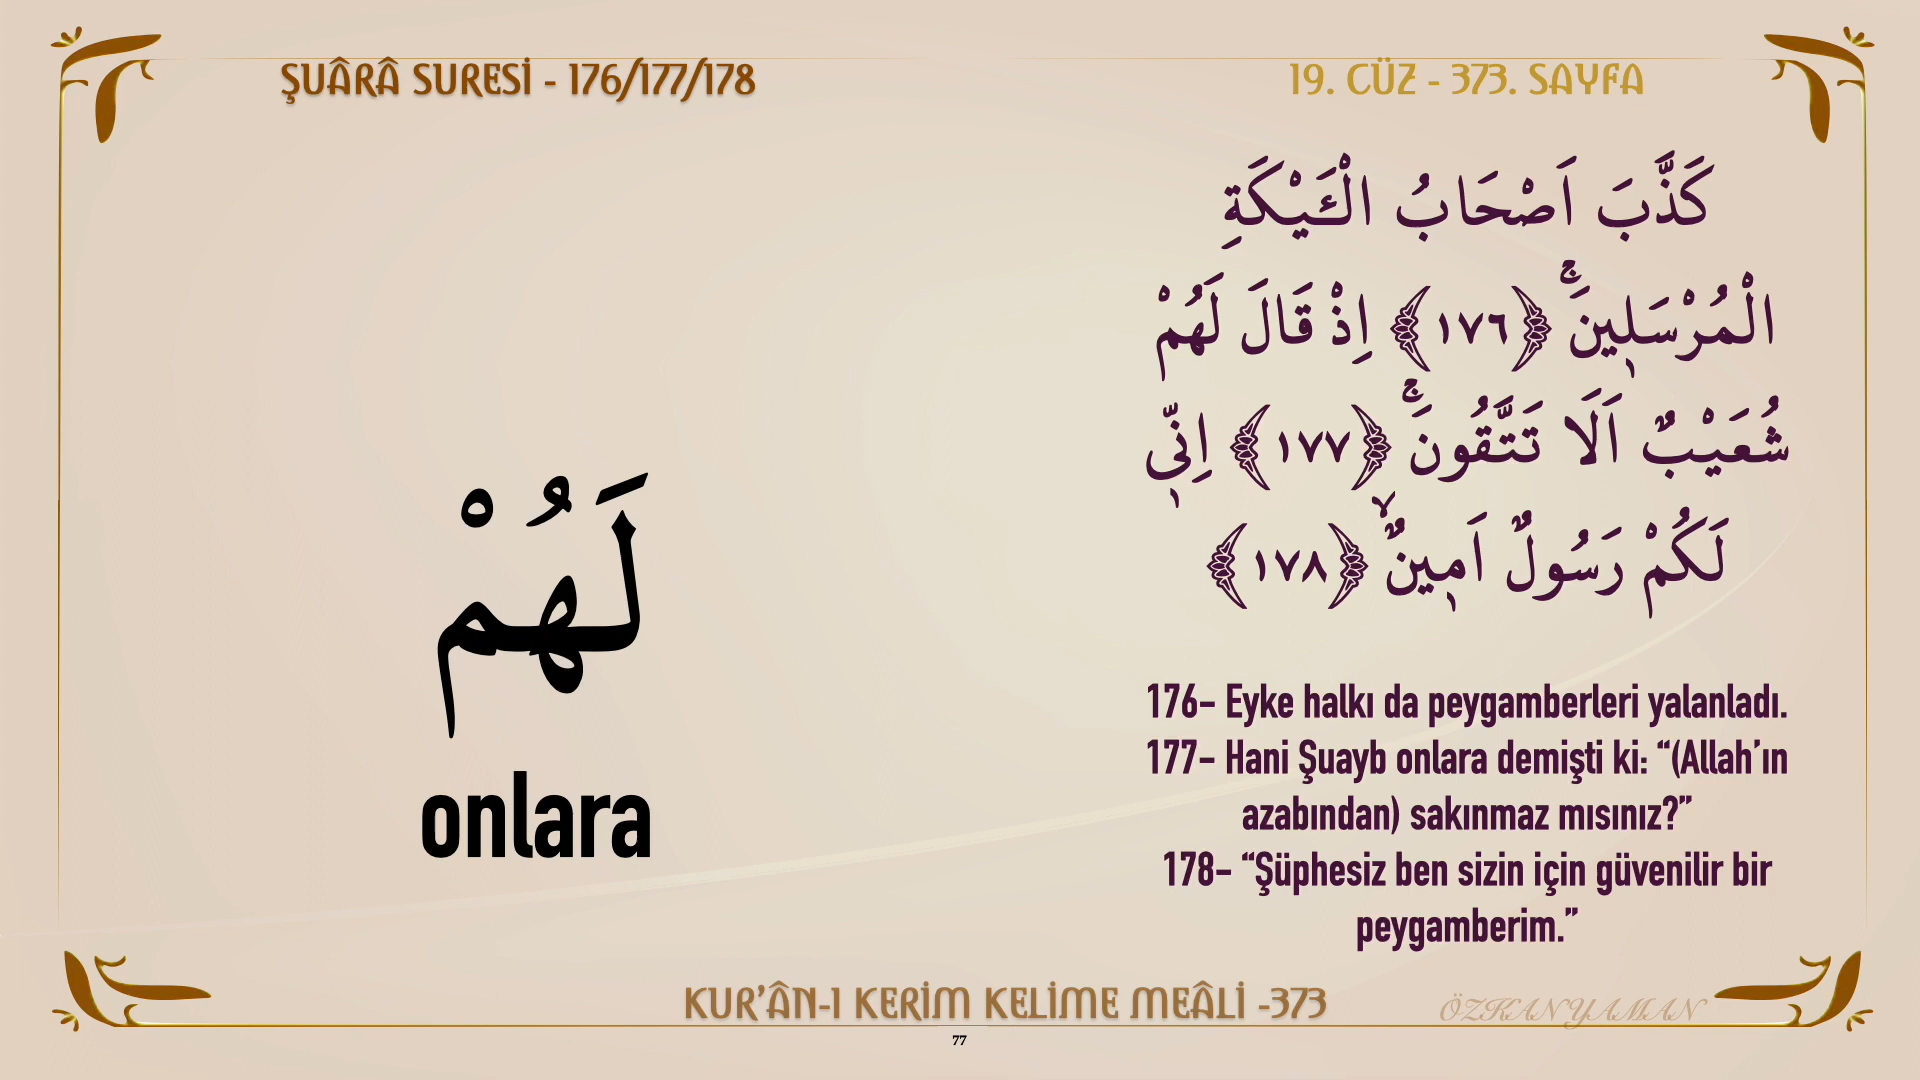 ŞUÂRÂ SURESİ - 176/177/178
19. CÜZ - 373. SAYFA
كَذَّبَ اَصْحَابُ الْـَٔيْكَةِ
الْمُرْسَل۪ينَۚ ﴿١٧٦﴾ اِذْ قَالَ لَهُمْ
شُعَيْبٌ اَلَا تَتَّقُونَۚ ﴿١٧٧﴾ اِنّ۪ي
لَكُمْ رَسُولٌ اَم۪ينٌۙ ﴿١٧٨﴾
لَهُمْ
onlara
176– Eyke halkı da peygamberleri yalanladı.
177– Hani Şuayb onlara demişti ki: “(Allah’ın
azabından) sakınmaz mısınız?”
178– “Şüphesiz ben sizin için güvenilir bir
peygamberim.”
KUR’ÂN-I KERİM KELİME MEÂLİ -373
ÖZKAN YAMAN
77